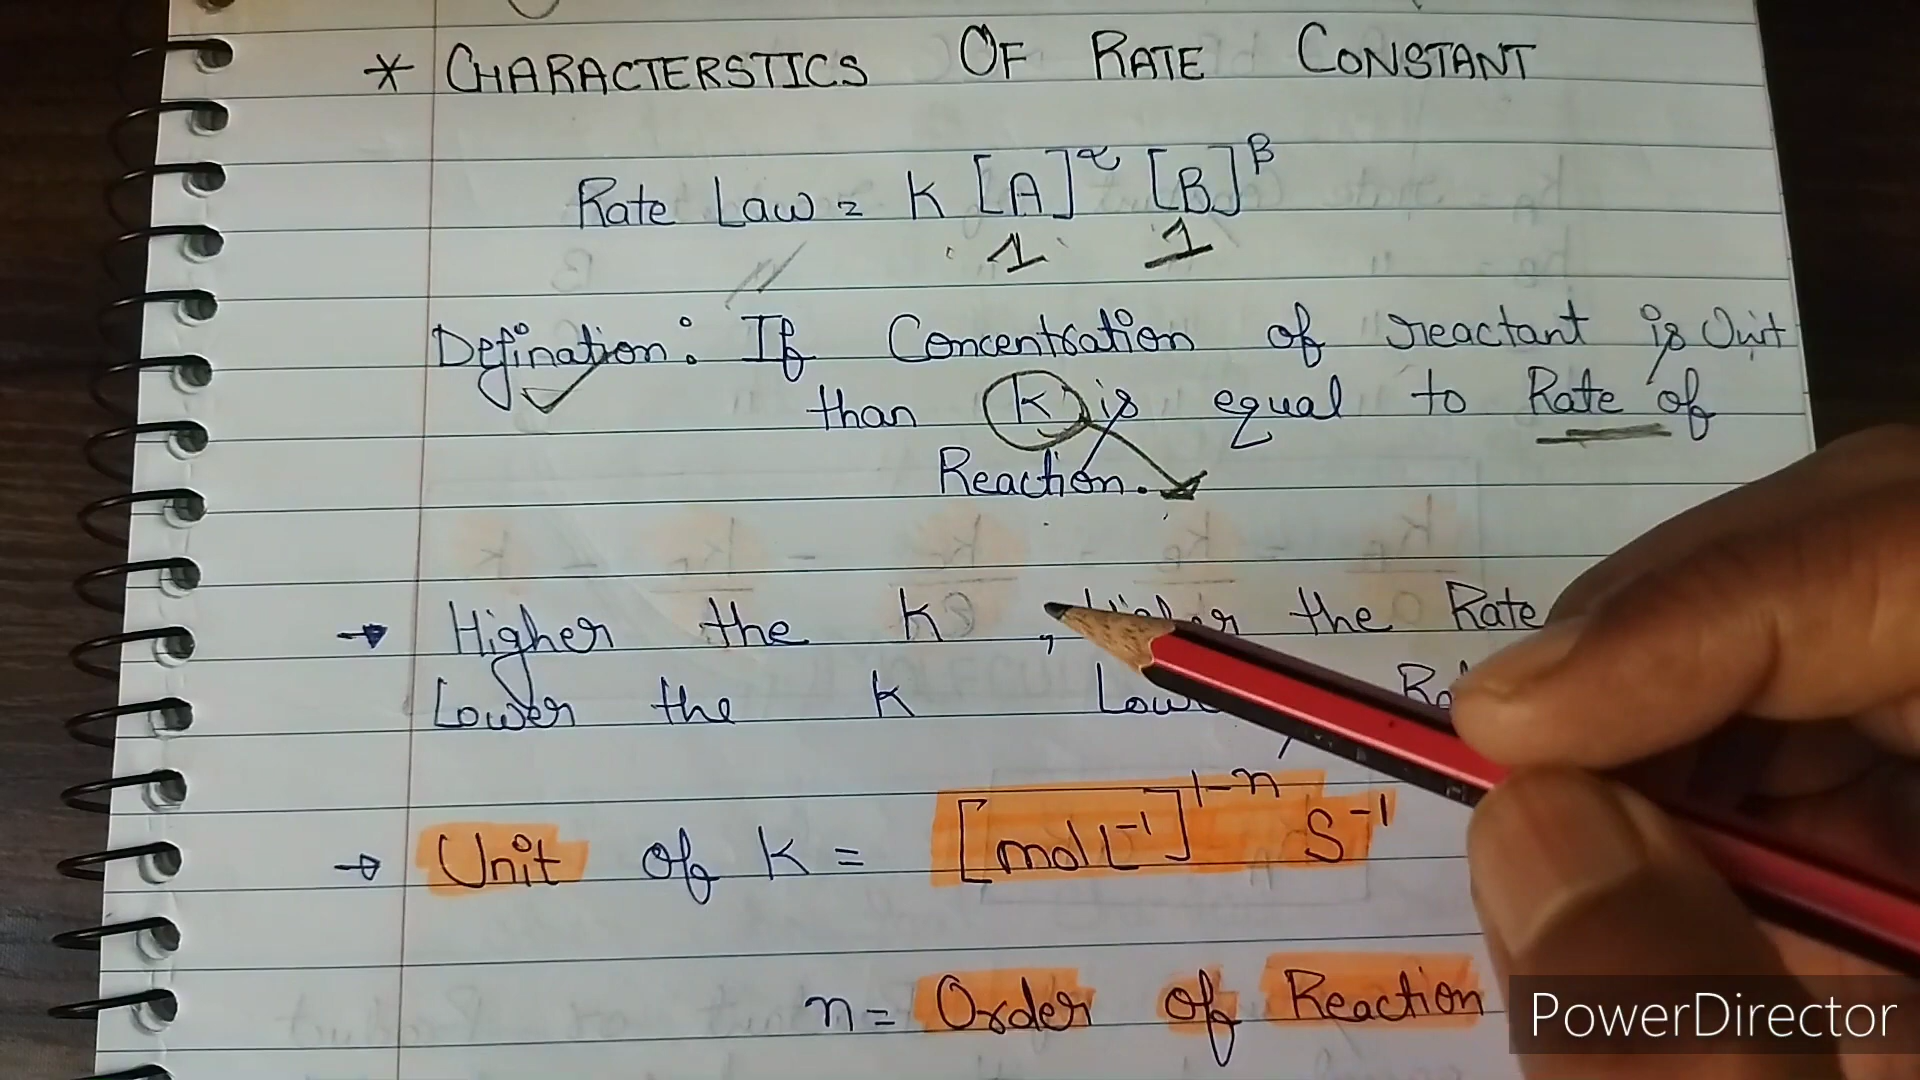 * CHARACTERSTICS OF RATE CONSTANT
Rate Law = K [A]^α [B]^β
1 1
Defination: If Concentration of reactant is Unit
than K is equal to Rate of
Reaction.
→ Higher the K, Higher the Rate
Lower the K Lower
→ Unit Of K = [mol L⁻¹]^1-n S⁻¹
n = Order Of Reaction
PowerDirector